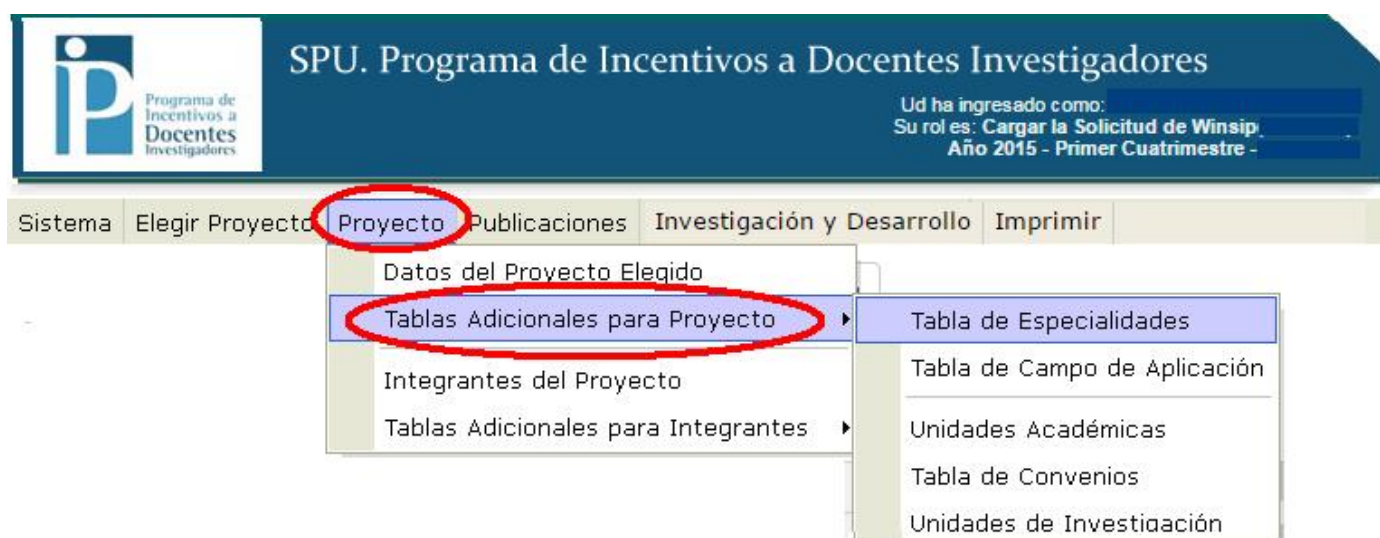 SPU. Programa de Incentivos a Docentes Investigadores
Programa de
Incentivos a
Docentes
Investigadores
Ud ha ingresado como:
Su rol es: Cargar la Solicitud de Winsip
Año 2015 - Primer Cuatrimestre -
Sistema Elegir Proyecto Proyecto Publicaciones Investigación y Desarrollo Imprimir
Datos del Proyecto Elegido
Tablas Adicionales para Proyecto
Integrantes del Proyecto
Tablas Adicionales para Integrantes
Tabla de Especialidades
Tabla de Campo de Aplicación
Unidades Académicas
Tabla de Convenios
Unidades de Investigación